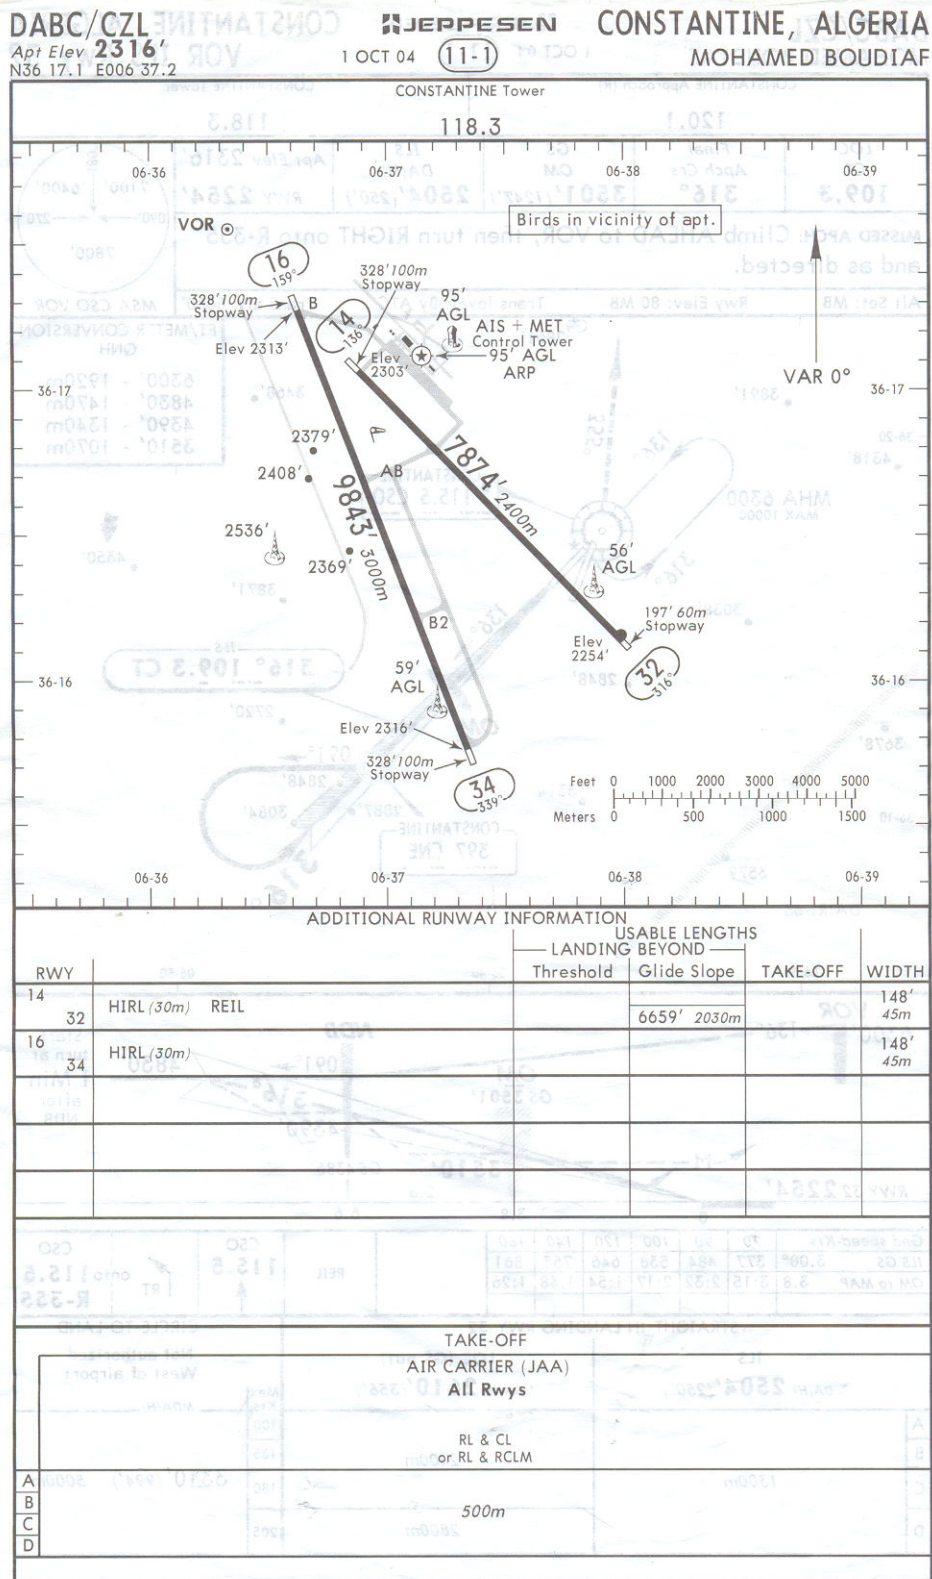 DABC/CZL
Apt Elev 2316'
N36 17.1 E006 37.2
JEPPESEN
1 OCT 04 11-1
CONSTANTINE, ALGERIA
MOHAMED BOUDIAF
CONSTANTINE Tower
118.3
06-36 06-37 06-38 06-39
VOR
Birds in vicinity of apt.
16
159°
328' 100m
Stopway
B
Elev 2313'
14
136°
328' 100m
Stopway
Elev
2303'
95'
AGL
AIS + MET
Control Tower
95' AGL
ARP
VAR 0°
36-17 36-17
2379'
2408'
A
AB
9843' 3000m
7874' 2400m
2536'
2369'
56'
AGL
B2
197' 60m
Stopway
Elev
2254'
32
316°
36-16 36-16
59'
AGL
Elev 2316'
328' 100m
Stopway
34
339°
Feet 0 1000 2000 3000 4000 5000
Meters 0 500 1000 1500
06-36 06-37 06-38 06-39
ADDITIONAL RUNWAY INFORMATION
USABLE LENGTHS
LANDING BEYOND
RWY Threshold Glide Slope TAKE-OFF WIDTH
14
32
HIRL (30m) REIL
6659' 2030m
148'
45m
16
34
HIRL (30m)
148'
45m
TAKE-OFF
AIR CARRIER (JAA)
All Rwys
RL & CL
or RL & RCLM
A
B
C
D
500m